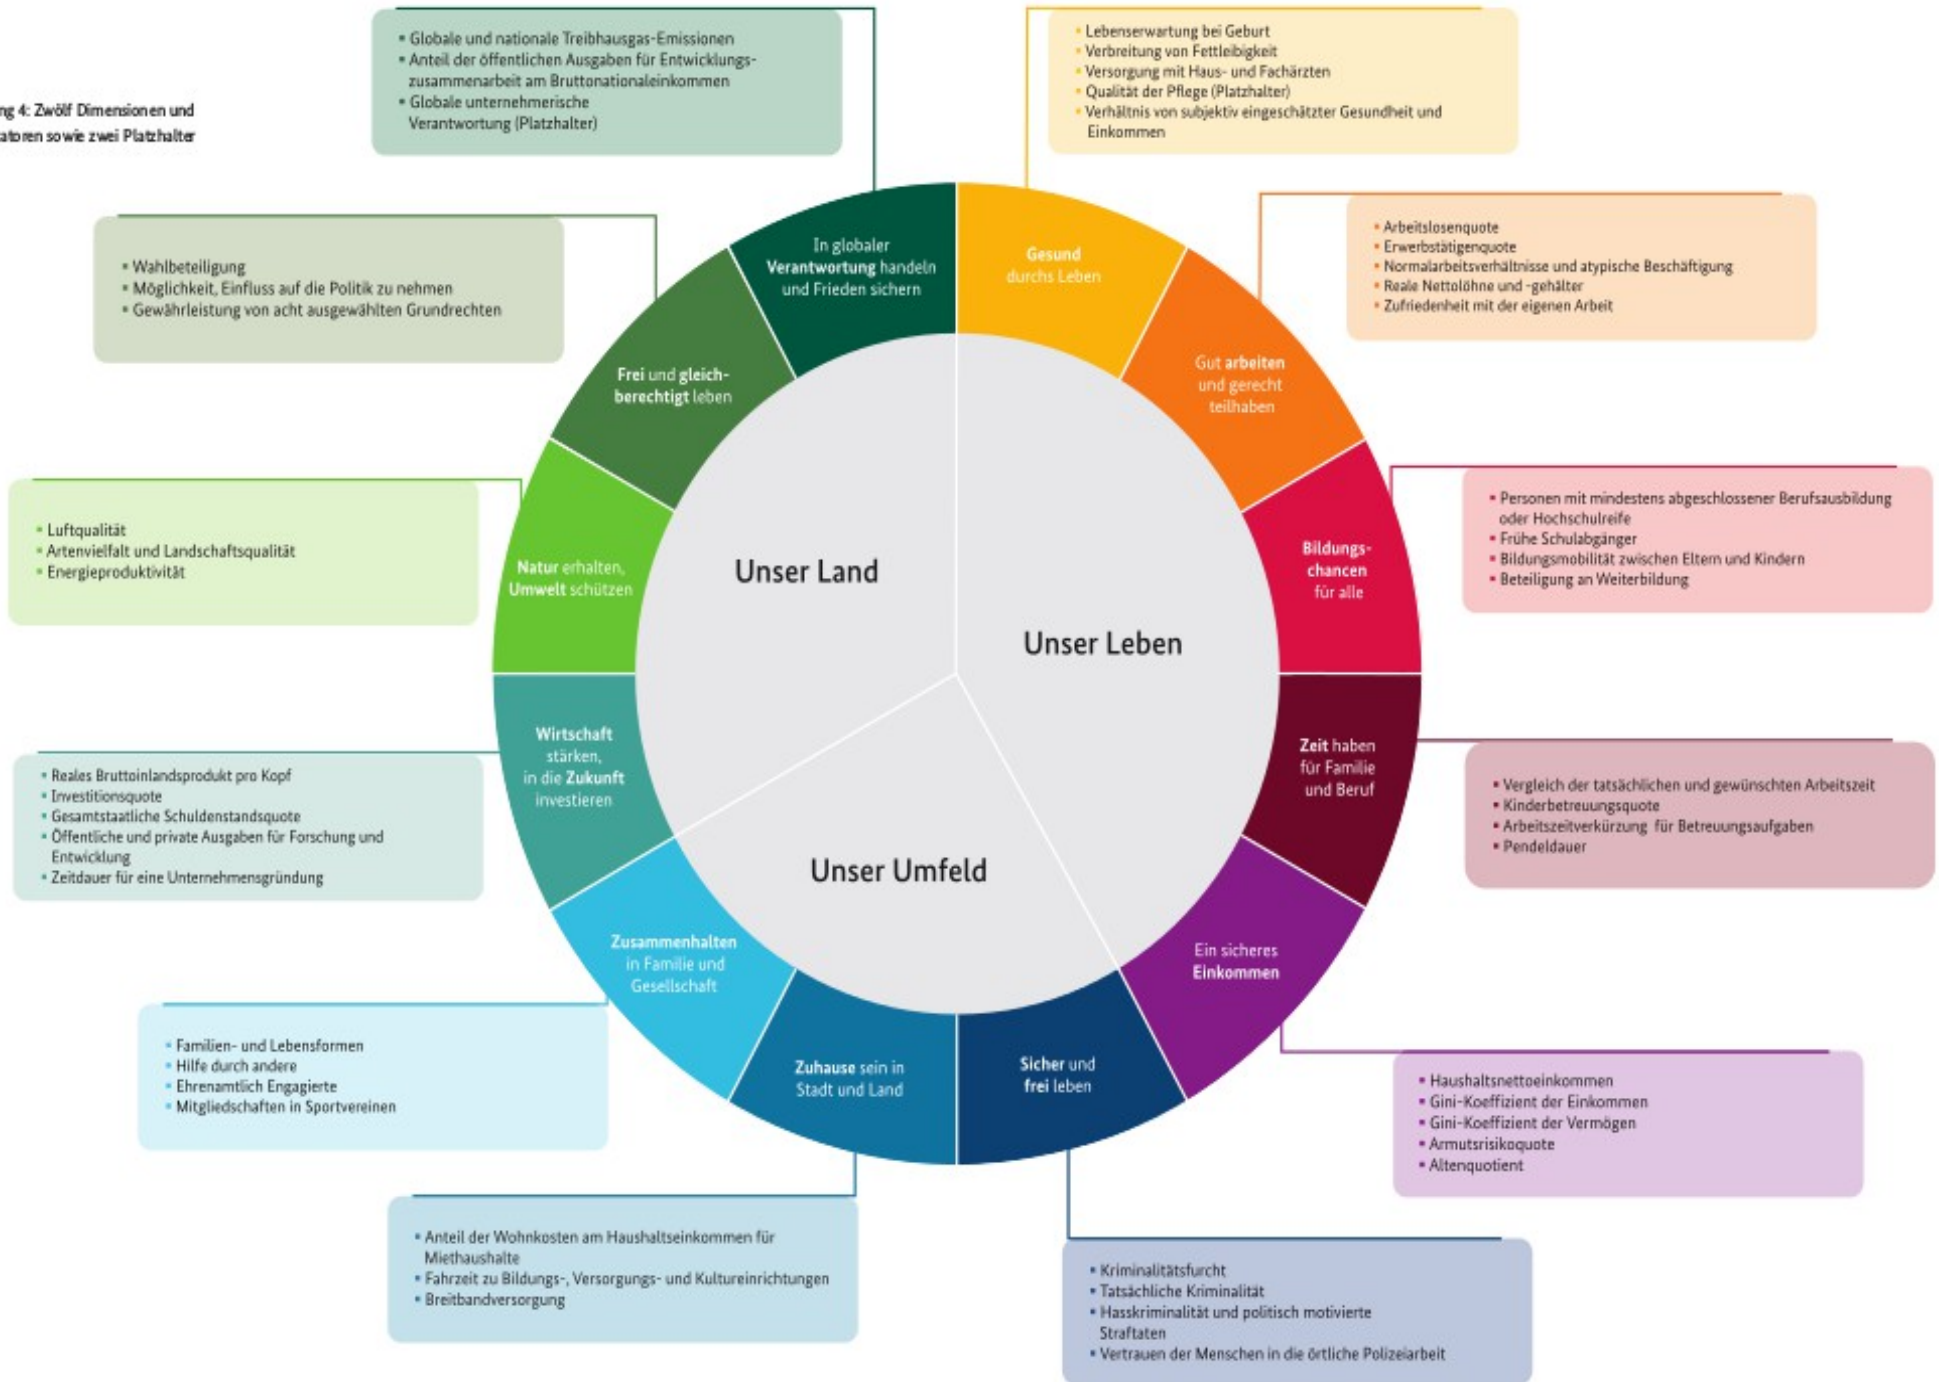 ng 4: Zwölf Dimensionen und
atoren sowie zwei Platzhalter
▪ Globale und nationale Treibhausgas-Emissionen
▪ Anteil der öffentlichen Ausgaben für Entwicklungs-
zusammenarbeit am Bruttonationaleinkommen
▪ Globale unternehmerische
Verantwortung (Platzhalter)
▪ Lebenserwartung bei Geburt
▪ Verbreitung von Fettleibigkeit
▪ Versorgung mit Haus- und Fachärzten
▪ Qualität der Pflege (Platzhalter)
▪ Verhältnis von subjektiv eingeschätzter Gesundheit und
Einkommen
▪ Wahlbeteiligung
▪ Möglichkeit, Einfluss auf die Politik zu nehmen
▪ Gewährleistung von acht ausgewählten Grundrechten
In globaler
Verantwortung handeln
und Frieden sichern
Gesund
durchs Leben
▪ Arbeitslosenquote
▪ Erwerbstätigenquote
▪ Normalarbeitsverhältnisse und atypische Beschäftigung
▪ Reale Nettolöhne und -gehälter
▪ Zufriedenheit mit der eigenen Arbeit
Frei und gleich-
berechtigt leben
Gut arbeiten
und gerecht
teilhaben
▪ Luftqualität
▪ Artenvielfalt und Landschaftsqualität
▪ Energieproduktivität
Natur erhalten,
Umwelt schützen
Unser Land
Unser Leben
Bildungs-
chancen
für alle
▪ Personen mit mindestens abgeschlossener Berufsausbildung
oder Hochschulreife
▪ Frühe Schulabgänger
▪ Bildungsmobilität zwischen Eltern und Kindern
▪ Beteiligung an Weiterbildung
▪ Reales Bruttoinlandsprodukt pro Kopf
▪ Investitionsquote
▪ Gesamtstaatliche Schuldenstandsquote
▪ Öffentliche und private Ausgaben für Forschung und
Entwicklung
▪ Zeitdauer für eine Unternehmensgründung
Wirtschaft
stärken,
in die Zukunft
investieren
Unser Umfeld
Zeit haben
für Familie
und Beruf
▪ Vergleich der tatsächlichen und gewünschten Arbeitszeit
▪ Kinderbetreuungsquote
▪ Arbeitszeitverkürzung für Betreuungsaufgaben
▪ Pendeldauer
Zusammenhalten
in Familie und
Gesellschaft
Ein sicheres
Einkommen
▪ Familien- und Lebensformen
▪ Hilfe durch andere
▪ Ehrenamtlich Engagierte
▪ Mitgliedschaften in Sportvereinen
Zuhause sein in
Stadt und Land
Sicher und
frei leben
▪ Haushaltsnettoeinkommen
▪ Gini-Koeffizient der Einkommen
▪ Gini-Koeffizient der Vermögen
▪ Armutsrisikoquote
▪ Altenquotient
▪ Anteil der Wohnkosten am Haushaltseinkommen für
Miethaushalte
▪ Fahrzeit zu Bildungs-, Versorgungs- und Kultureinrichtungen
▪ Breitbandversorgung
▪ Kriminalitätsfurcht
▪ Tatsächliche Kriminalität
▪ Hasskriminalität und politisch motivierte
Straftaten
▪ Vertrauen der Menschen in die örtliche Polizeiarbeit